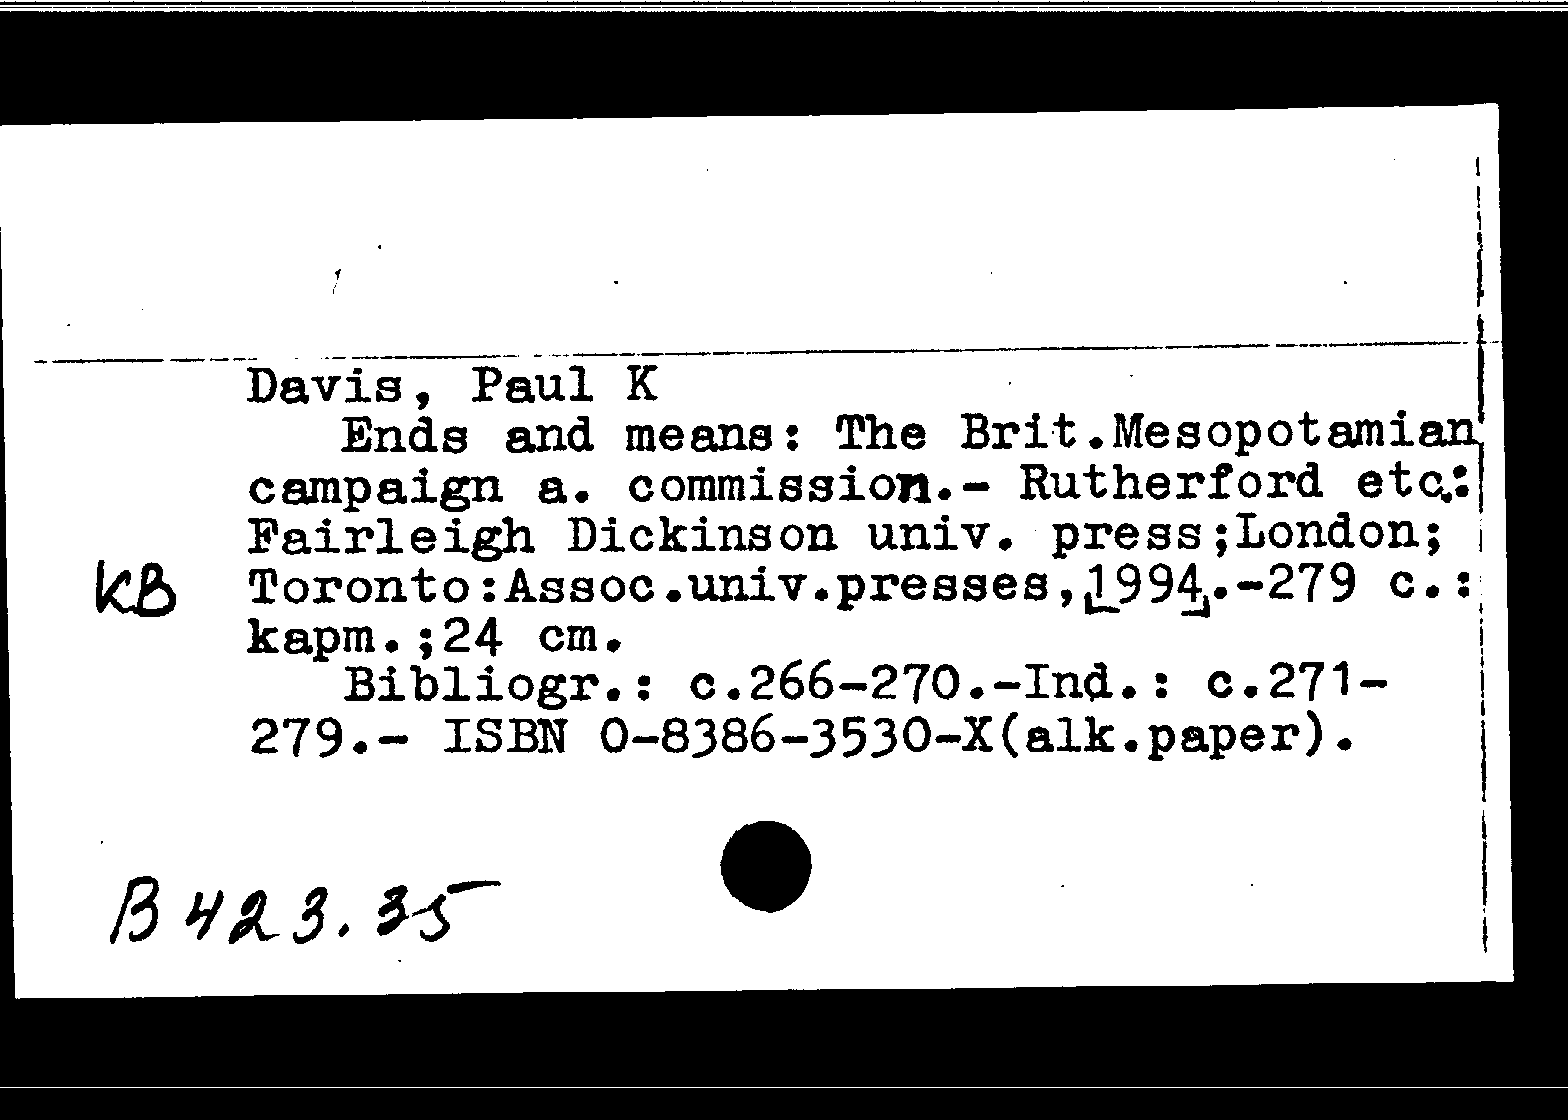 Davis, Paul K
Ends and means: The Brit.Mesopotamian
campaign a. commission.- Rutherford etc.:
Fairleigh Dickinson univ. press;London;
KB
Toronto:Assoc.univ.presses,[1994].-279 c.:
kapm.;24 cm.
Bibliogr.: c.266-270.-Ind.: c.271-
279.- ISBN 0-8386-3530-X(alk.paper).
B423.35